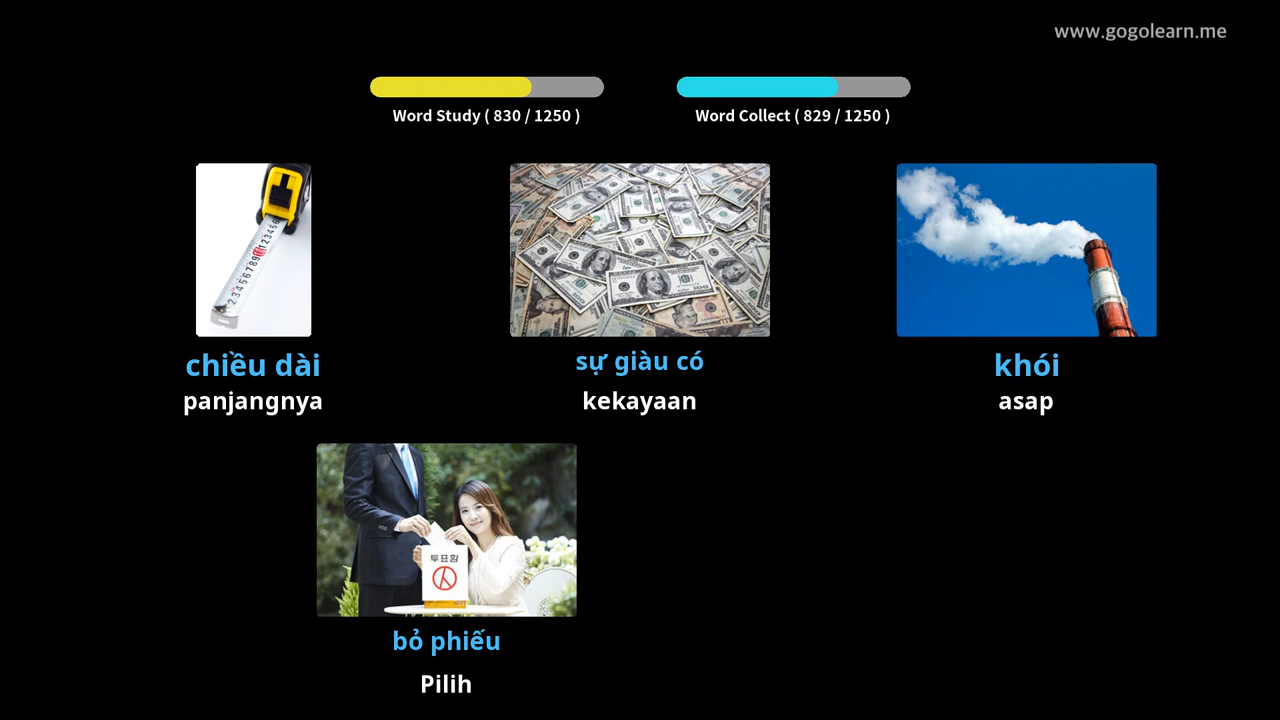 www.gogolearn.me
Word Study ( 830 / 1250 )
Word Collect ( 829 / 1250 )
chiều dài
panjangnya
sự giàu có
kekayaan
khói
asap
투표함
bỏ phiếu
Pilih